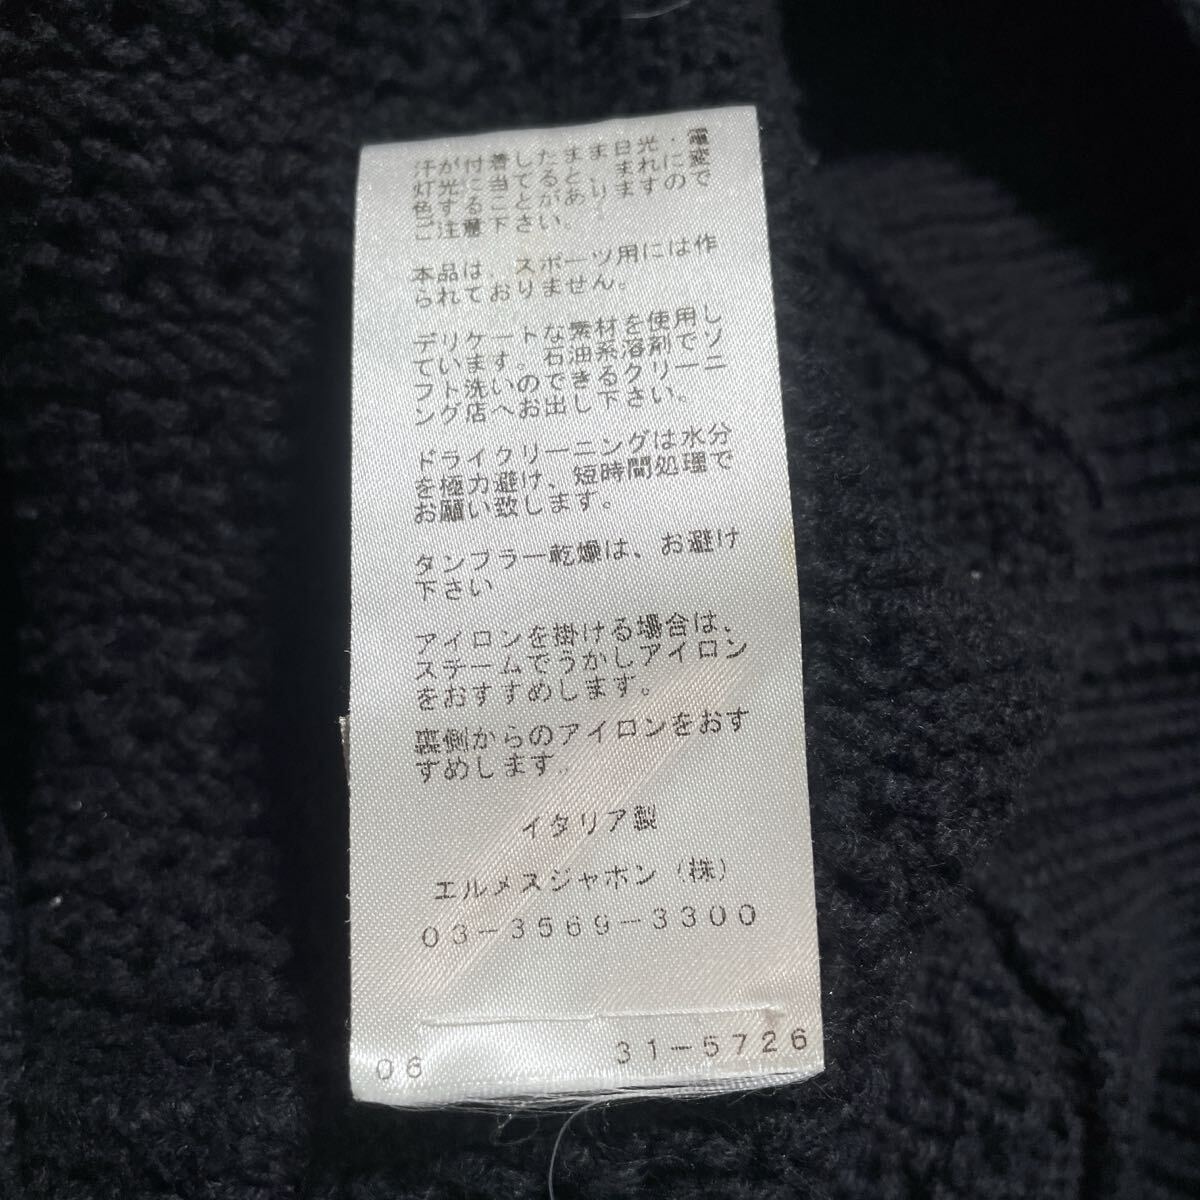 汗が付着したまま日光・電
灯光に当てると、まれに変
色することがありますので
ご注意下さい。
本品は、スポーツ用には作
られておりません。
デリケートな素材を使用し
ています。石油系溶剤でソ
フト洗いのできるクリーニ
ング店へお出し下さい。
ドライクリーニングは水分
を極力避け、短時間処理で
お願い致します。
タンブラー乾燥は、お避け
下さい
アイロンを掛ける場合は、
スチームでうかしアイロン
をおすすめします。
裏側からのアイロンをおす
すめします。
イタリア製
エルメスジャポン(株)
03-3569-3300
06 31-5726